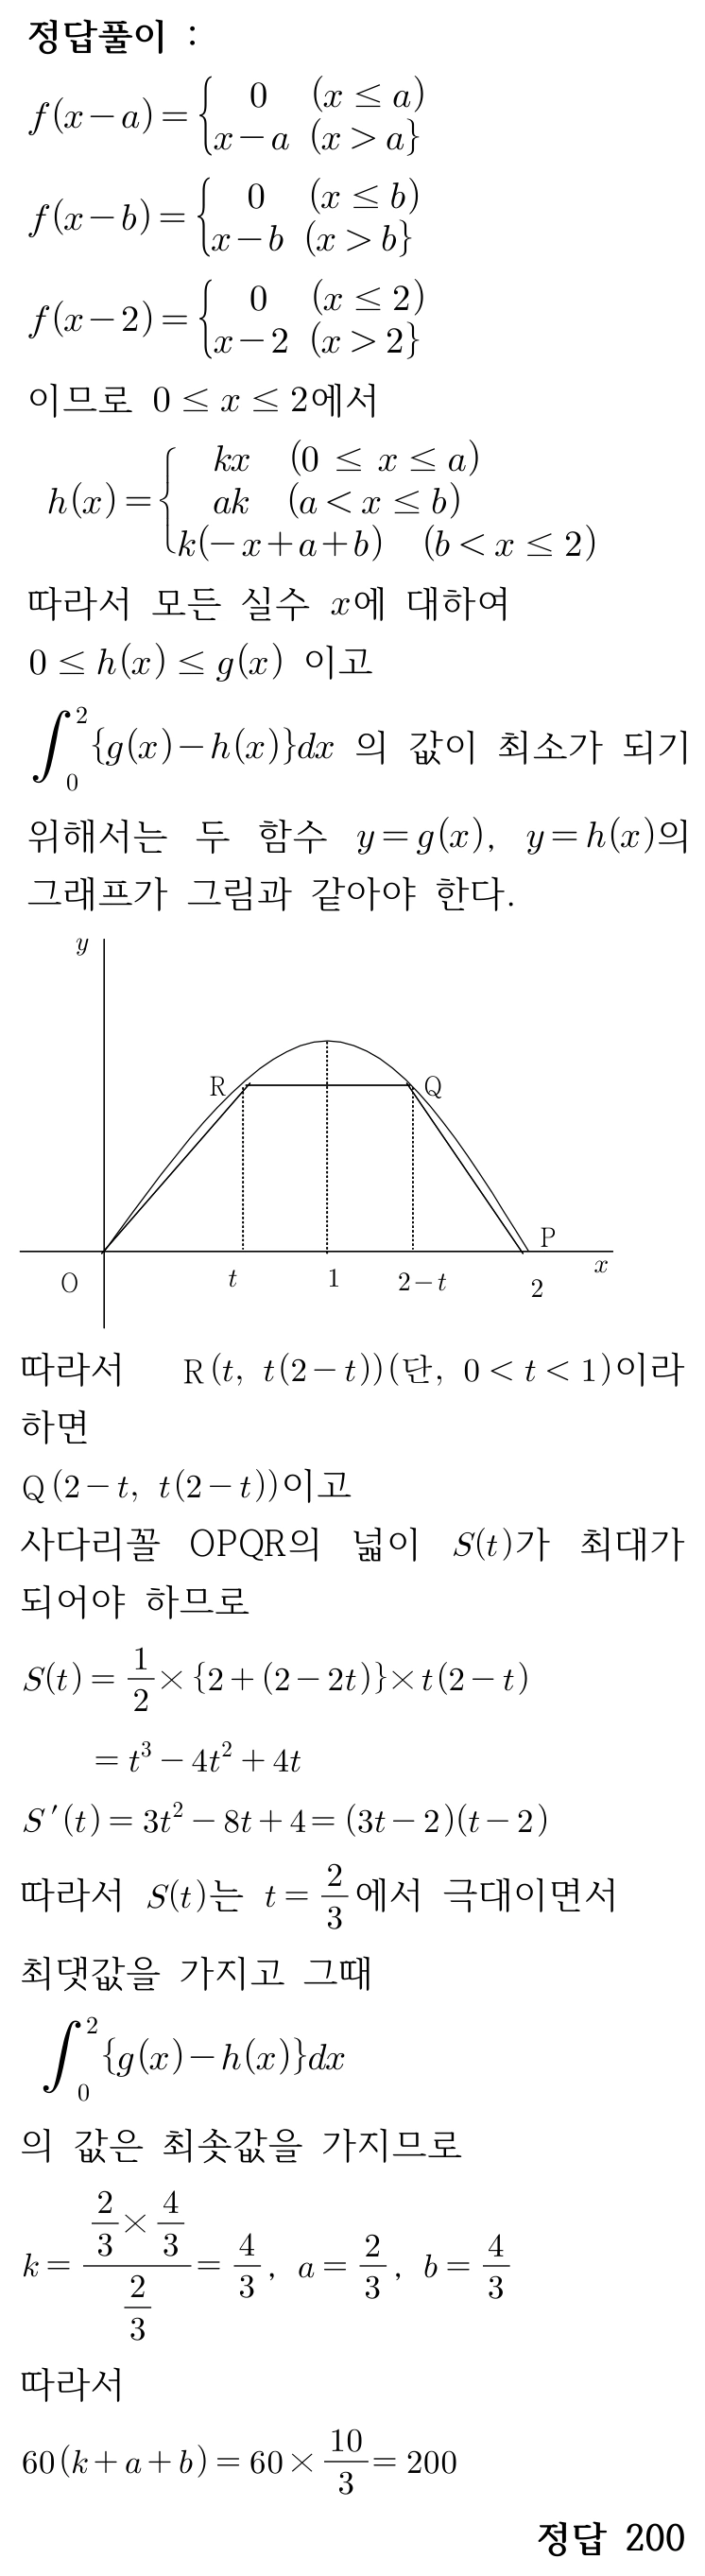 정답풀이 :
f(x-a)={ 0 (x ≤ a)
x-a (x > a}
f(x-b)={ 0 (x ≤ b)
x-b (x > b}
f(x-2)={ 0 (x ≤ 2)
x-2 (x > 2}
이므로 0 ≤ x ≤ 2에서
h(x)={ kx (0 ≤ x ≤ a)
ak (a < x ≤ b)
k(-x+a+b) (b < x ≤ 2)
따라서 모든 실수 x에 대하여
0 ≤ h(x) ≤ g(x) 이고
∫₀² {g(x)-h(x)}dx 의 값이 최소가 되기
위해서는 두 함수 y=g(x), y=h(x)의
그래프가 그림과 같아야 한다.
y
R Q
P
O t 1 2-t 2 x
따라서 R(t, t(2-t))(단, 0 < t < 1)이라
하면
Q(2-t, t(2-t))이고
사다리꼴 OPQR의 넓이 S(t)가 최대가
되어야 하므로
S(t) = 1/2 × {2+(2-2t)} × t(2-t)
= t³ - 4t² + 4t
S′(t) = 3t² - 8t + 4 = (3t-2)(t-2)
따라서 S(t)는 t = 2/3 에서 극대이면서
최댓값을 가지고 그때
∫₀² {g(x)-h(x)}dx
의 값은 최솟값을 가지므로
k = (2/3 × 4/3)/(2/3) = 4/3, a = 2/3, b = 4/3
따라서
60(k+a+b) = 60 × 10/3 = 200
정답 200